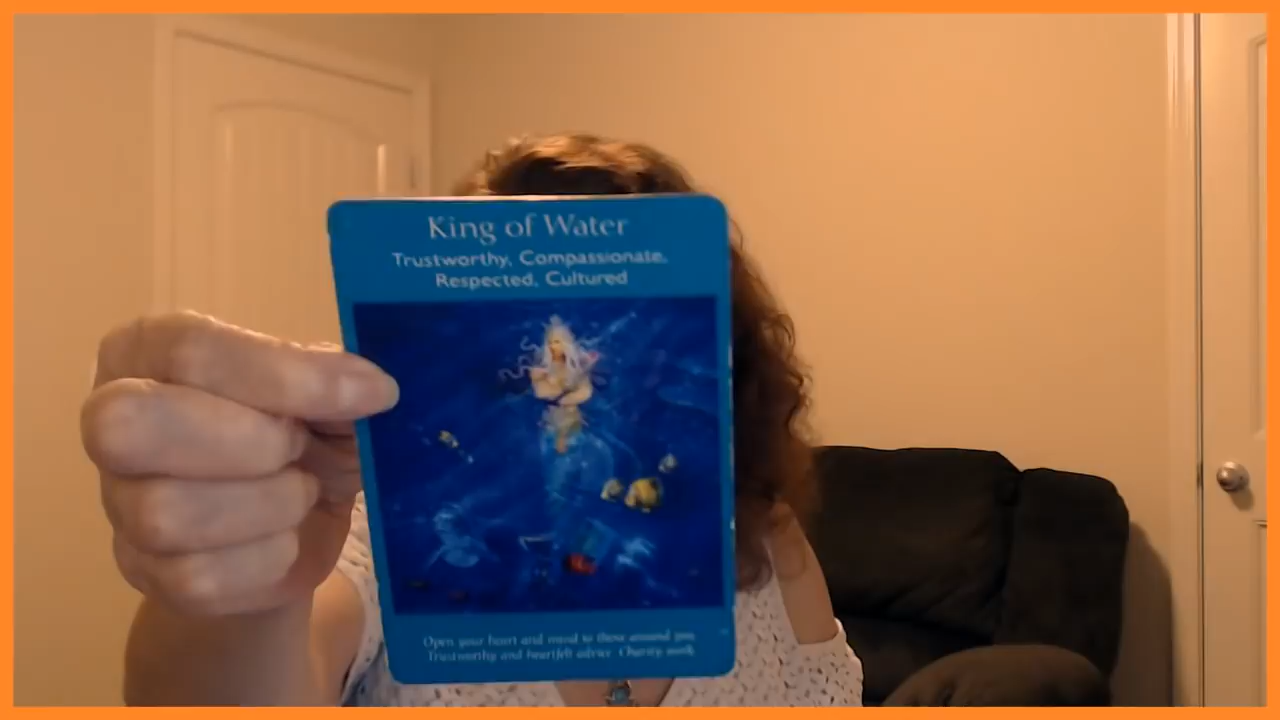 King of Water
Trustworthy, Compassionate,
Respected, Cultured
Open your heart and mind to those around you.
Trustworthy and heartfelt advice. Charity work.